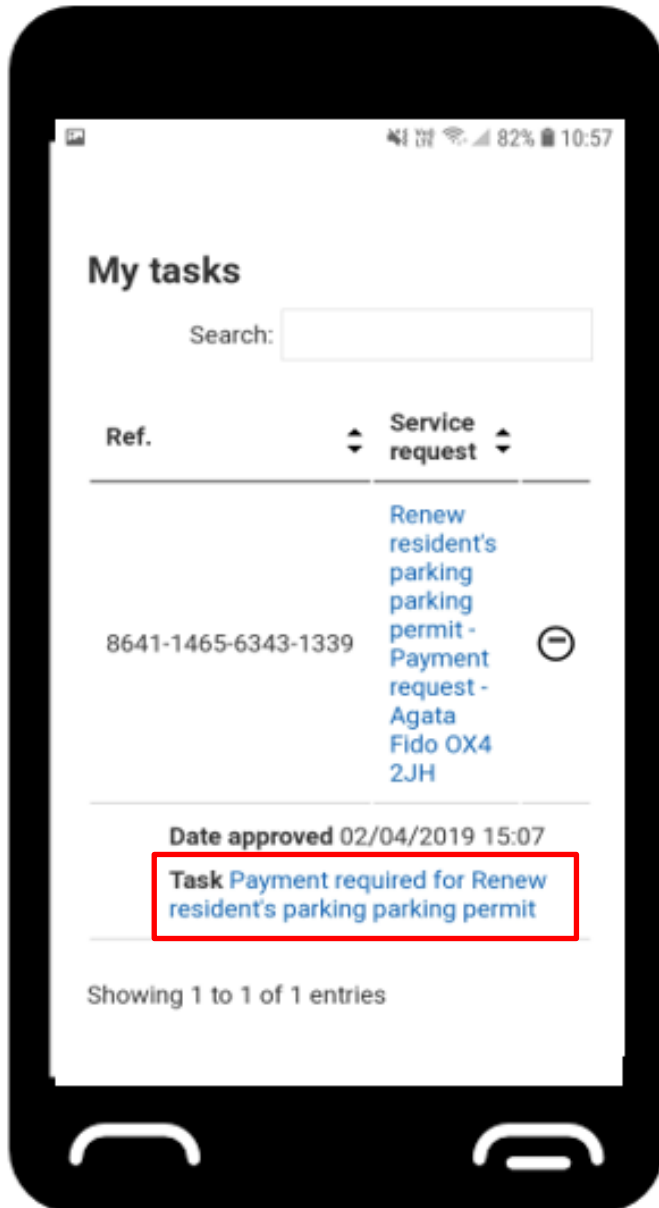 82% 10:57
My tasks
Search:
Ref.
Service
request
8641-1465-6343-1339
Renew
resident's
parking
parking
permit -
Payment
request -
Agata
Fido OX4
2JH
Date approved 02/04/2019 15:07
Task Payment required for Renew
resident's parking parking permit
Showing 1 to 1 of 1 entries